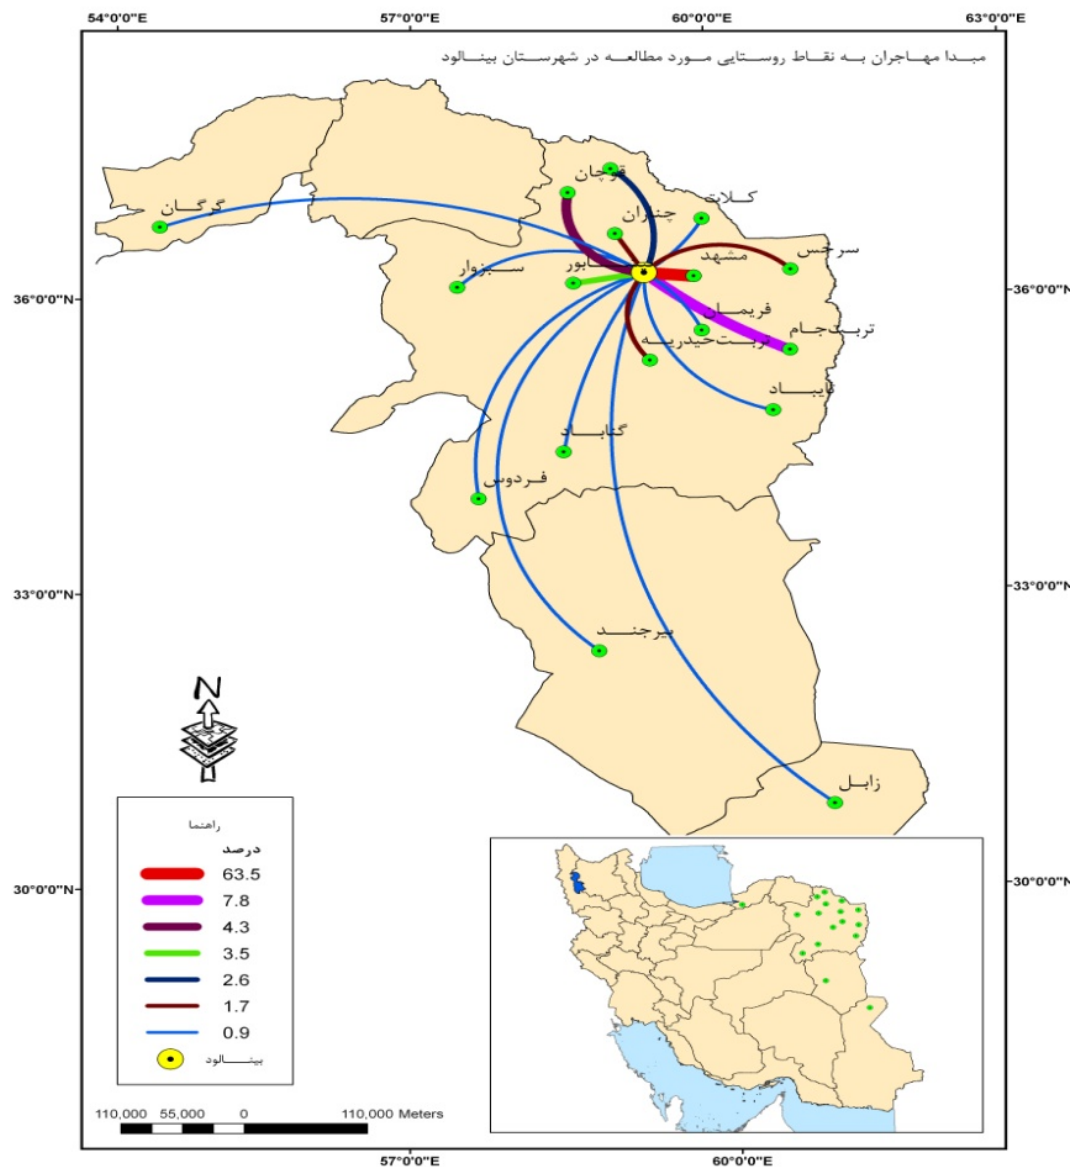 54°0'0"E 57°0'0"E 60°0'0"E 63°0'0"E
مبدا مهاجران به نقاط روستایی مورد مطالعه در شهرستان بینالود
قوچان
کلات
گرگان
چناران
سرخس
مشهد
سبزوار
ـابور
36°0'0"N 36°0'0"N
فریمان
تربت‌جام
تربت‌حیدریه
تایباد
گناباد
فردوس
33°0'0"N 33°0'0"N
بیرجند
N
زابل
راهنما
درصد
63.5
7.8
4.3
3.5
2.6
1.7
0.9
بینالود
30°0'0"N 30°0'0"N
110,000 55,000 0 110,000 Meters
57°0'0"E 60°0'0"E